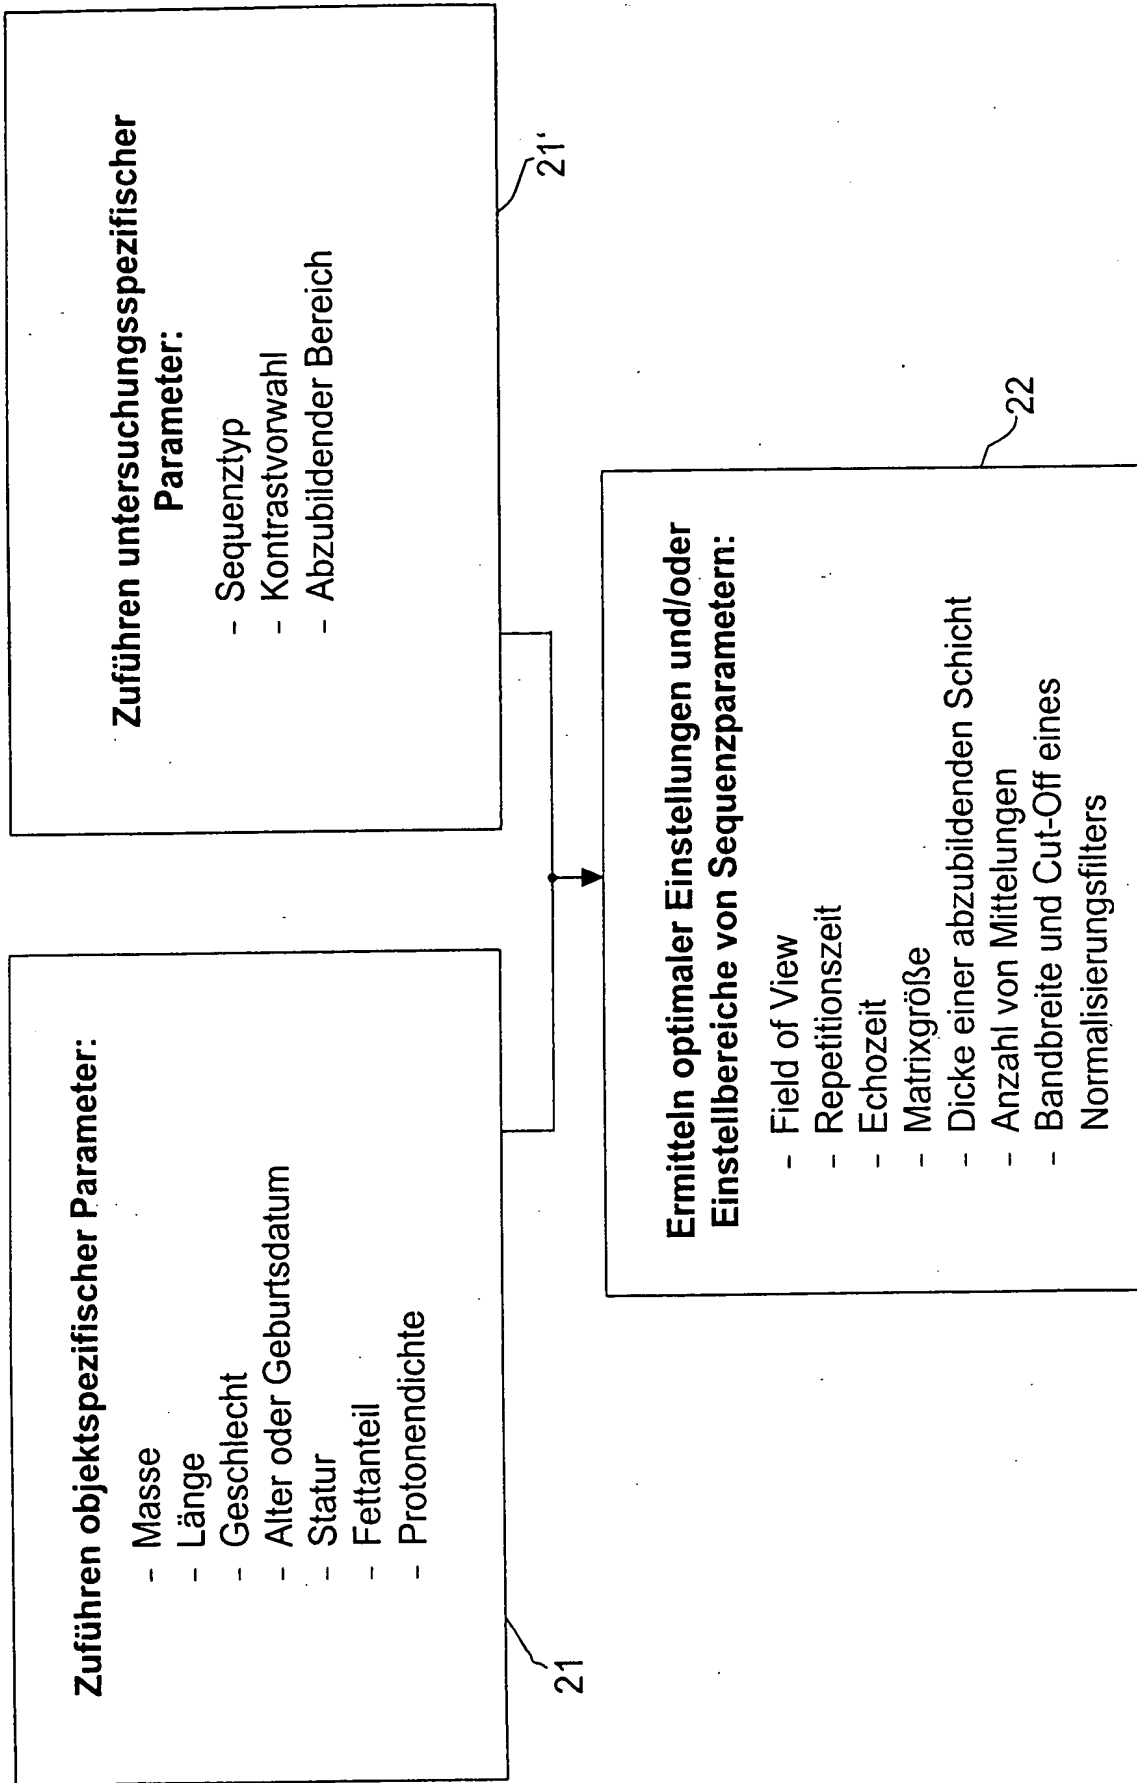 Zuführen objektspezifischer Parameter:
- Masse
- Länge
- Geschlecht
- Alter oder Geburtsdatum
- Statur
- Fettanteil
- Protonendichte
21
Zuführen untersuchungsspezifischer
Parameter:
- Sequenztyp
- Kontrastvorwahl
- Abzubildender Bereich
21'
Ermitteln optimaler Einstellungen und/oder
Einstellbereiche von Sequenzparametern:
- Field of View
- Repetitionszeit
- Echozeit
- Matrixgröße
- Dicke einer abzubildenden Schicht
- Anzahl von Mittelungen
- Bandbreite und Cut-Off eines
Normalisierungsfilters
22